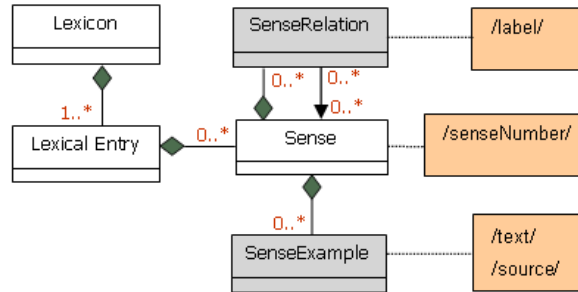 Lexicon
SenseRelation
/label/
0..*
0..*
1..*
0..*
0..*
Lexical Entry
Sense
/senseNumber/
0..*
SenseExample
/text/
/source/